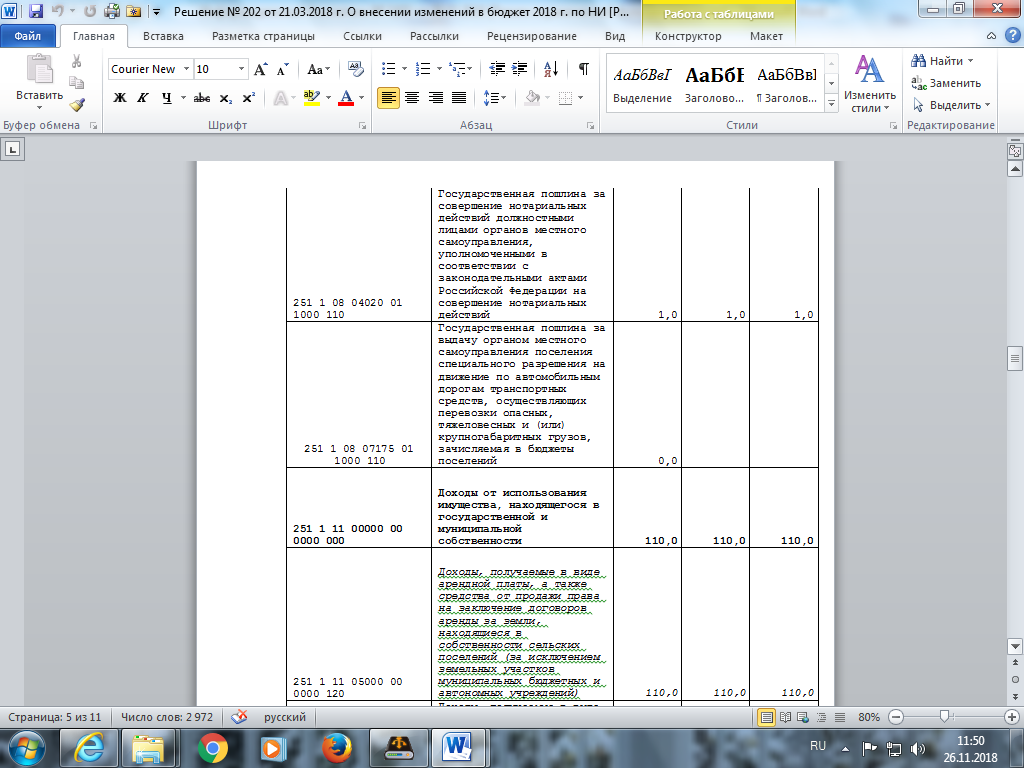 Решение № 202 от 21.03.2018 г. О внесении изменений в бюджет 2018 г. по НИ [Р...
Работа с таблицами
Файл
Главная
Вставка
Разметка страницы
Ссылки
Рассылки
Рецензирование
Вид
Конструктор
Макет
Вставить
Courier New
10
Aa
Ж К Ч abc x₂ x²
АаБбВвГ
АаБбЕ
АаБбВвІ
Выделение
Заголово...
¶ Заголов...
Изменить
стили
Найти
Заменить
Выделить
Буфер обмена
Шрифт
Абзац
Стили
Редактирование
251 1 08 04020 01
1000 110
Государственная пошлина за
совершение нотариальных
действий должностными
лицами органов местного
самоуправления,
уполномоченными в
соответствии с
законодательными актами
Российской Федерации на
совершение нотариальных
действий
1,0 1,0 1,0
251 1 08 07175 01
1000 110
Государственная пошлина за
выдачу органом местного
самоуправления поселения
специального разрешения на
движение по автомобильным
дорогам транспортных
средств, осуществляющих
перевозки опасных,
тяжеловесных и (или)
крупногабаритных грузов,
зачисляемая в бюджеты
поселений
0,0
251 1 11 00000 00
0000 000
Доходы от использования
имущества, находящегося в
государственной и
муниципальной
собственности
110,0 110,0 110,0
251 1 11 05000 00
0000 120
Доходы, получаемые в виде
арендной платы, а также
средства от продажи права
на заключение договоров
аренды за земли,
находящиеся в
собственности сельских
поселений (за исключением
земельных участков
муниципальных бюджетных и
автономных учреждений)
110,0 110,0 110,0
Страница: 5 из 11
Число слов: 2 972
русский
80%
RU
11:50
26.11.2018